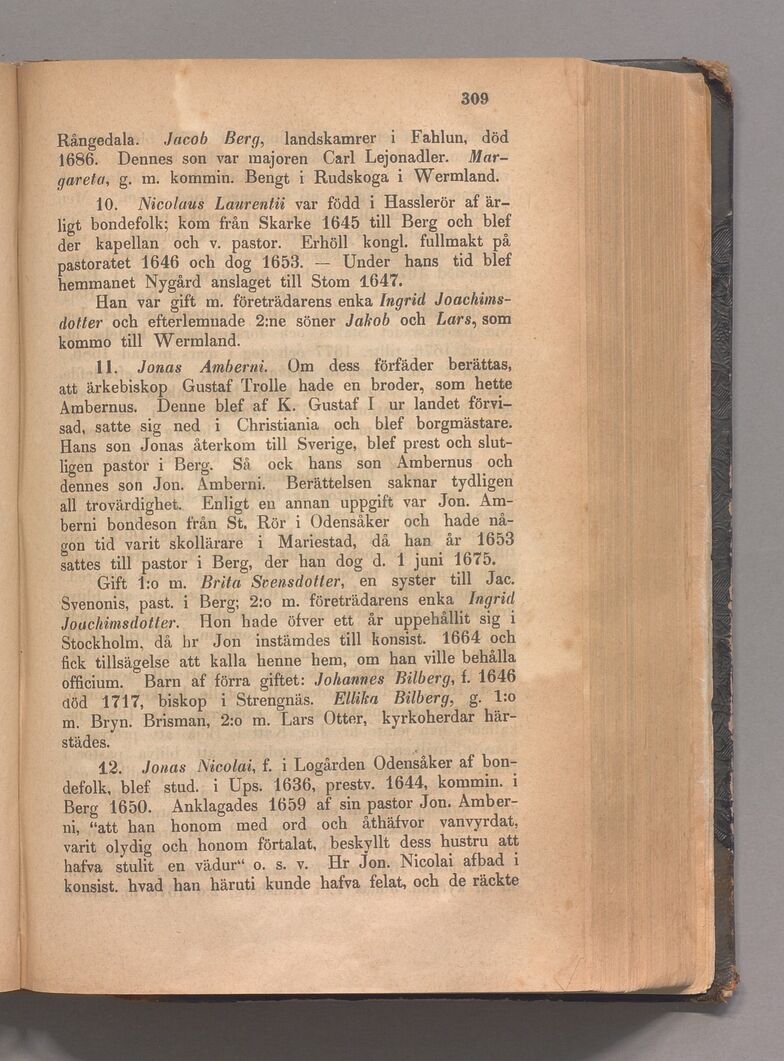 309
Rångedala. Jacob Berg, landskamrer i Fahlun, död
1686. Dennes son var majoren Carl Lejonadler. Mar-
gareta, g. m. kommin. Bengt i Rudskoga i Wermland.
10. Nicolaus Laurentii var född i Hasslerör af är-
ligt bondefolk; kom från Skarke 1645 till Berg och blef
der kapellan och v. pastor. Erhöll kongl. fullmakt på
pastoratet 1646 och dog 1653. — Under hans tid blef
hemmanet Nygård anslaget till Stom 1647.
Han var gift m. företrädarens enka Ingrid Joachims-
dotter och efterlemnade 2:ne söner Jakob och Lars, som
kommo till Wermland.
11. Jonas Amberni. Om dess förfäder berättas,
att ärkebiskop Gustaf Trolle hade en broder, som hette
Ambernus. Denne blef af K. Gustaf I ur landet förvi-
sad, satte sig ned i Christiania och blef borgmästare.
Hans son Jonas återkom till Sverige, blef prest och slut-
ligen pastor i Berg. Så ock hans son Ambernus och
dennes son Jon. Amberni. Berättelsen saknar tydligen
all trovärdighet. Enligt en annan uppgift var Jon. Am-
berni bondeson från St. Rör i Odensåker och hade nå-
gon tid varit skollärare i Mariestad, då han år 1653
sattes till pastor i Berg, der han dog d. 1 juni 1675.
Gift 1:o m. Brita Svensdotter, en syster till Jac.
Svenonis, past. i Berg; 2:o m. företrädarens enka Ingrid
Joachimsdotter. Hon hade öfver ett år uppehållit sig i
Stockholm, då hr Jon instämdes till konsist. 1664 och
fick tillsägelse att kalla henne hem, om han ville behålla
officium. Barn af förra giftet: Johannes Bilberg, f. 1646
död 1717, biskop i Strengnäs. Ellika Bilberg, g. 1:o
m. Bryn. Brisman, 2:o m. Lars Otter, kyrkoherdar här-
städes.
12. Jonas Nicolai, f. i Logården Odensåker af bon-
defolk, blef stud. i Ups. 1636, prestv. 1644, kommin. i
Berg 1650. Anklagades 1659 af sin pastor Jon. Amber-
ni, “att han honom med ord och åthäfvor vanvyrdat,
varit olydig och honom förtalat, beskyllt dess hustru att
hafva stulit en vädur“ o. s. v. Hr Jon. Nicolai afbad i
konsist. hvad han häruti kunde hafva felat, och de räckte